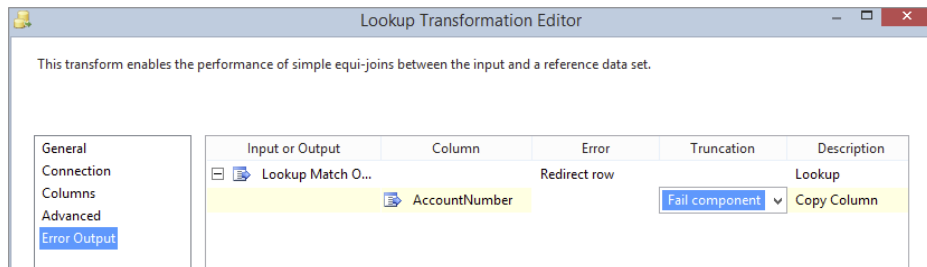 Lookup Transformation Editor
This transform enables the performance of simple equi-joins between the input and a reference data set.
General
Connection
Columns
Advanced
Error Output
Input or Output Column Error Truncation Description
Lookup Match O... Redirect row Lookup
AccountNumber Fail component Copy Column